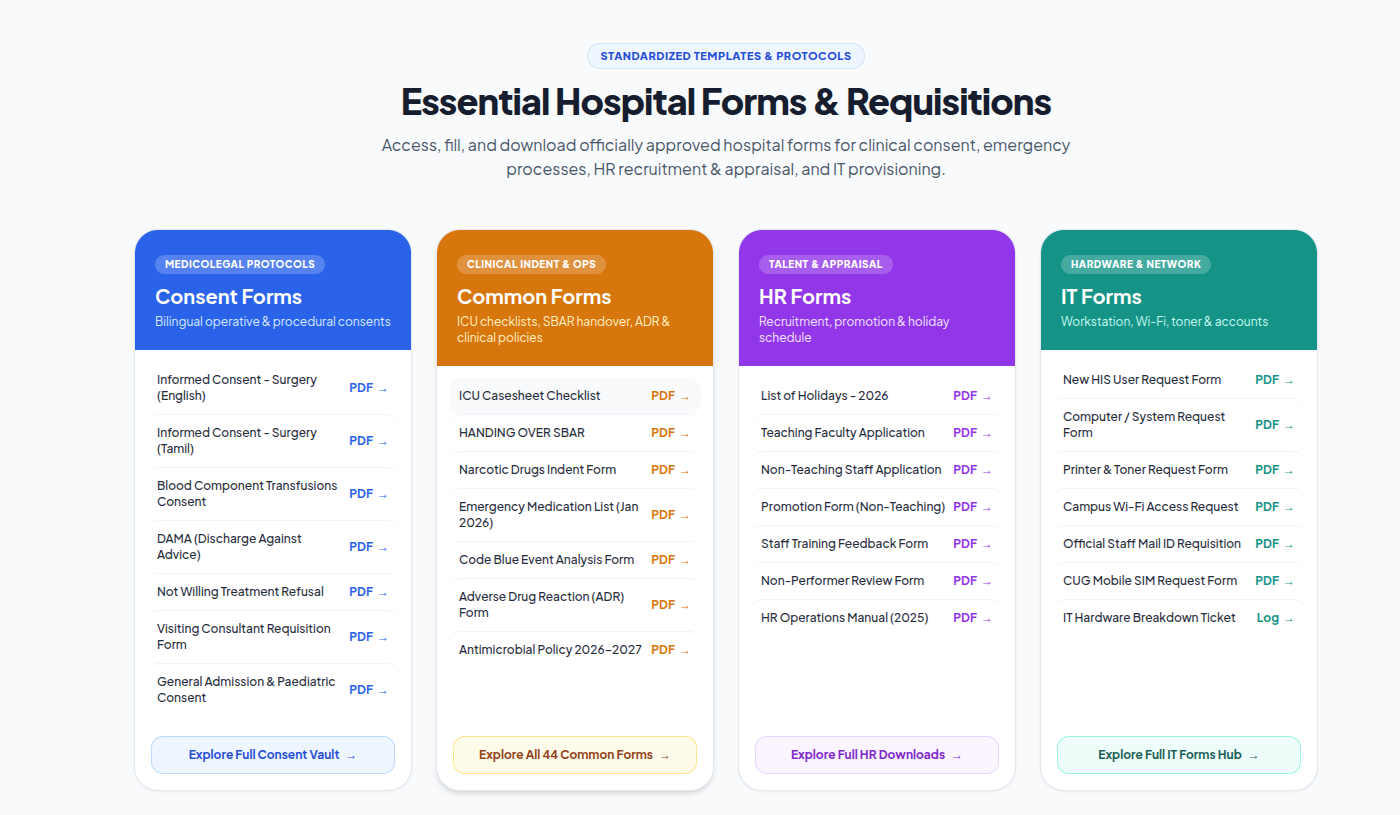 STANDARDIZED TEMPLATES & PROTOCOLS
Essential Hospital Forms & Requisitions
Access, fill, and download officially approved hospital forms for clinical consent, emergency
processes, HR recruitment & appraisal, and IT provisioning.
MEDICOLEGAL PROTOCOLS
Consent Forms
Bilingual operative & procedural consents
Informed Consent - Surgery
(English)
PDF →
Informed Consent - Surgery
(Tamil)
PDF →
Blood Component Transfusions
Consent
PDF →
DAMA (Discharge Against
Advice)
PDF →
Not Willing Treatment Refusal
PDF →
Visiting Consultant Requisition
Form
PDF →
General Admission & Paediatric
Consent
PDF →
Explore Full Consent Vault →
CLINICAL INDENT & OPS
Common Forms
ICU checklists, SBAR handover, ADR &
clinical policies
ICU Casesheet Checklist PDF →
HANDING OVER SBAR PDF →
Narcotic Drugs Indent Form PDF →
Emergency Medication List (Jan
2026)
PDF →
Code Blue Event Analysis Form PDF →
Adverse Drug Reaction (ADR)
Form
PDF →
Antimicrobial Policy 2026-2027 PDF →
Explore All 44 Common Forms →
TALENT & APPRAISAL
HR Forms
Recruitment, promotion & holiday
schedule
List of Holidays - 2026 PDF →
Teaching Faculty Application PDF →
Non-Teaching Staff Application PDF →
Promotion Form (Non-Teaching) PDF →
Staff Training Feedback Form PDF →
Non-Performer Review Form PDF →
HR Operations Manual (2025) PDF →
Explore Full HR Downloads →
HARDWARE & NETWORK
IT Forms
Workstation, Wi-Fi, toner & accounts
New HIS User Request Form PDF →
Computer / System Request
Form
PDF →
Printer & Toner Request Form PDF →
Campus Wi-Fi Access Request PDF →
Official Staff Mail ID Requisition PDF →
CUG Mobile SIM Request Form PDF →
IT Hardware Breakdown Ticket Log →
Explore Full IT Forms Hub →